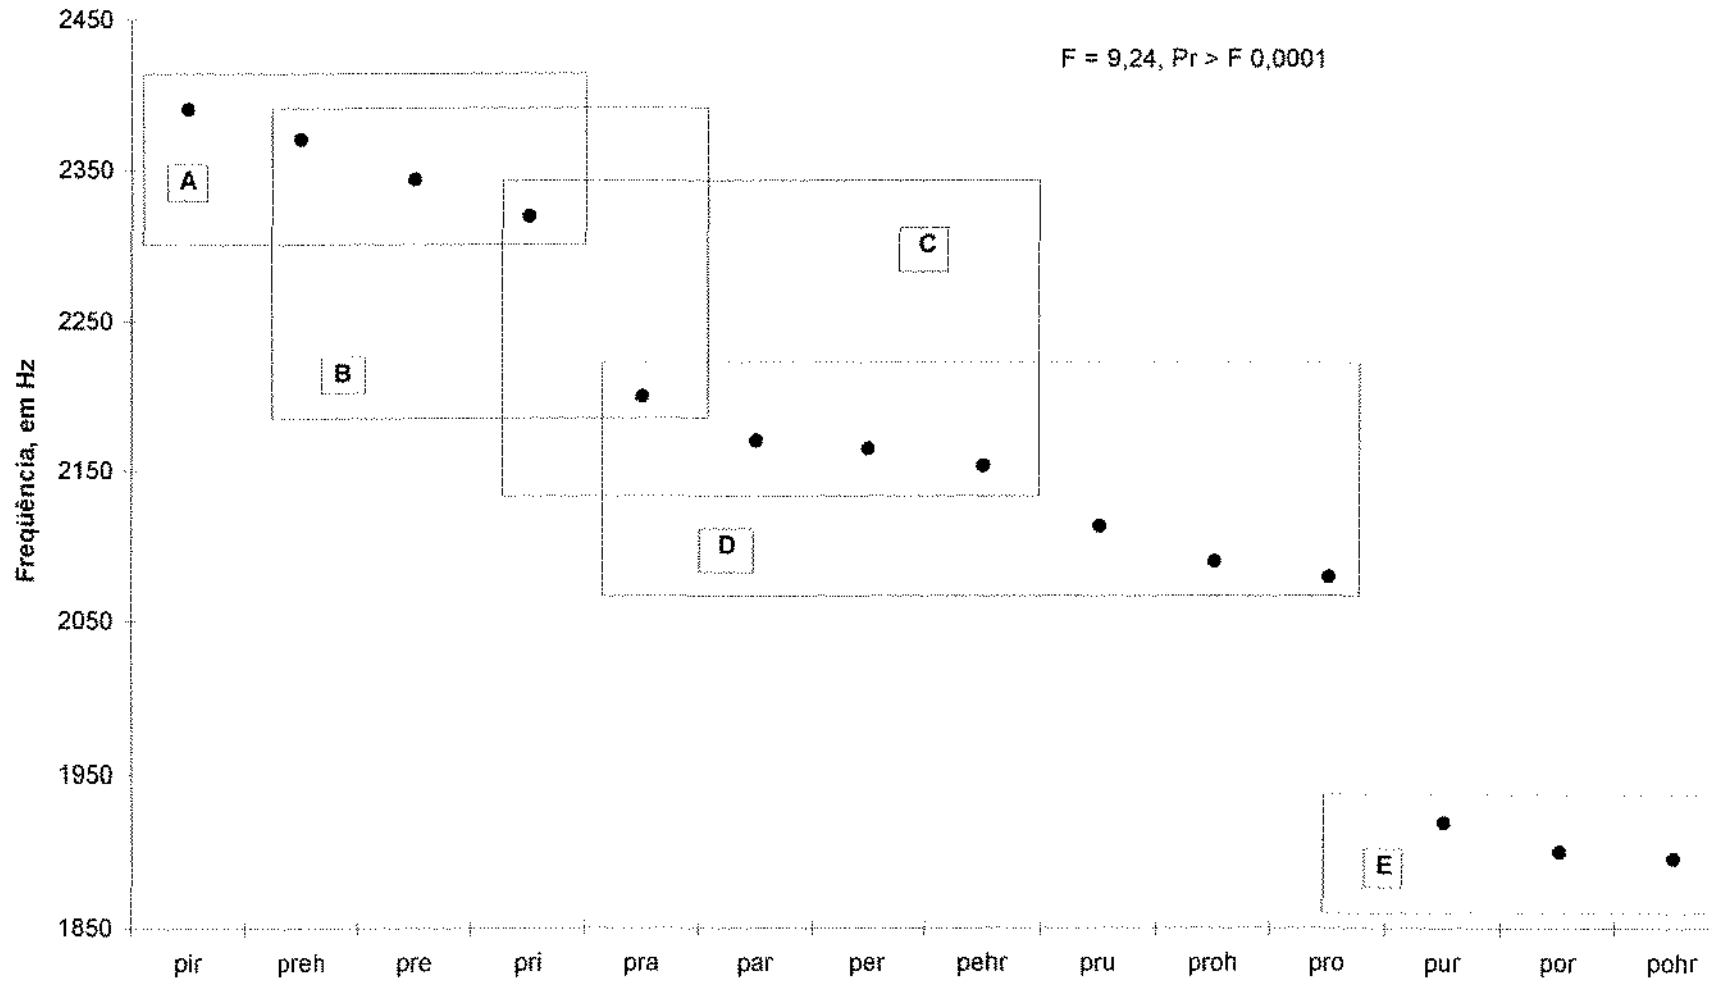 2450
F = 9,24, Pr > F 0,0001
2350
A
C
2250
B
Freqüência, em Hz
2150
D
2050
1950
E
1850
pir preh pre pri pra par per pehr pru proh pro pur por pohr